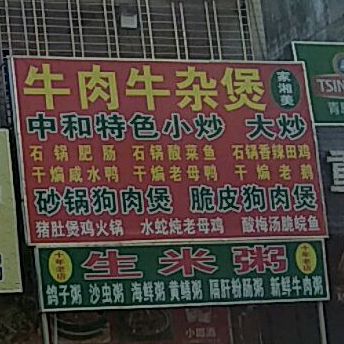 牛肉牛杂煲
家湘美
中和特色小炒 大炒
石锅肥肠 石锅酸菜鱼 石锅香辣田鸡
干煸咸水鸭 干煸老母鸭 干煸老鹅
砂锅狗肉煲 脆皮狗肉煲
猪肚煲鸡火锅 水蛇炖老母鸡 酸梅汤脆皖鱼
十年老店 生米粥 十年老店
鸽子粥 沙虫粥 海鲜粥 黄鳝粥 隔肝粉肠粥 新鲜牛肉粥
TSIN